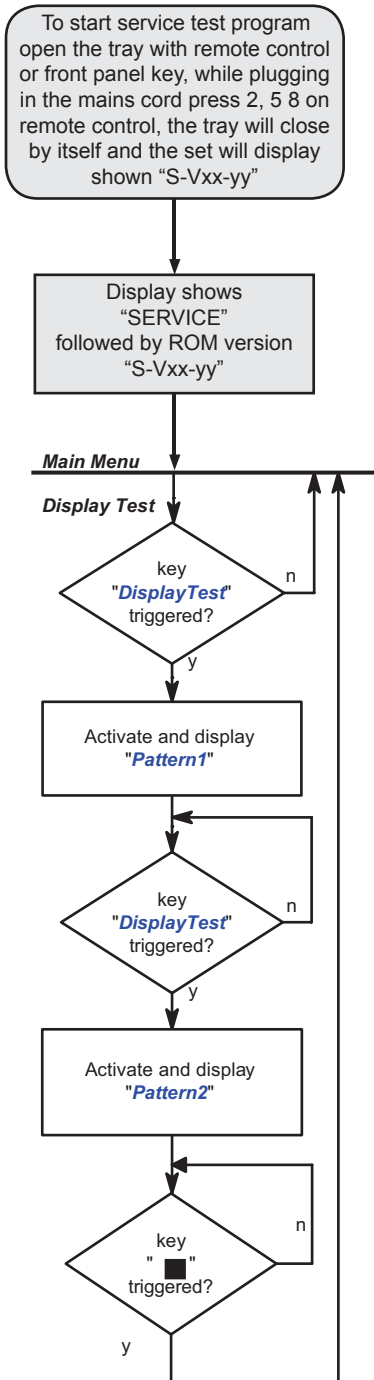 To start service test program
open the tray with remote control
or front panel key, while plugging
in the mains cord press 2, 5 8 on
remote control, the tray will close
by itself and the set will display
shown “S-Vxx-yy”
Display shows
“SERVICE”
followed by ROM version
“S-Vxx-yy”
Main Menu
Display Test
key
"DisplayTest"
triggered?
n
y
Activate and display
"Pattern1"
key
"DisplayTest"
triggered?
n
y
Activate and display
"Pattern2"
key
" ■ "
triggered?
n
y